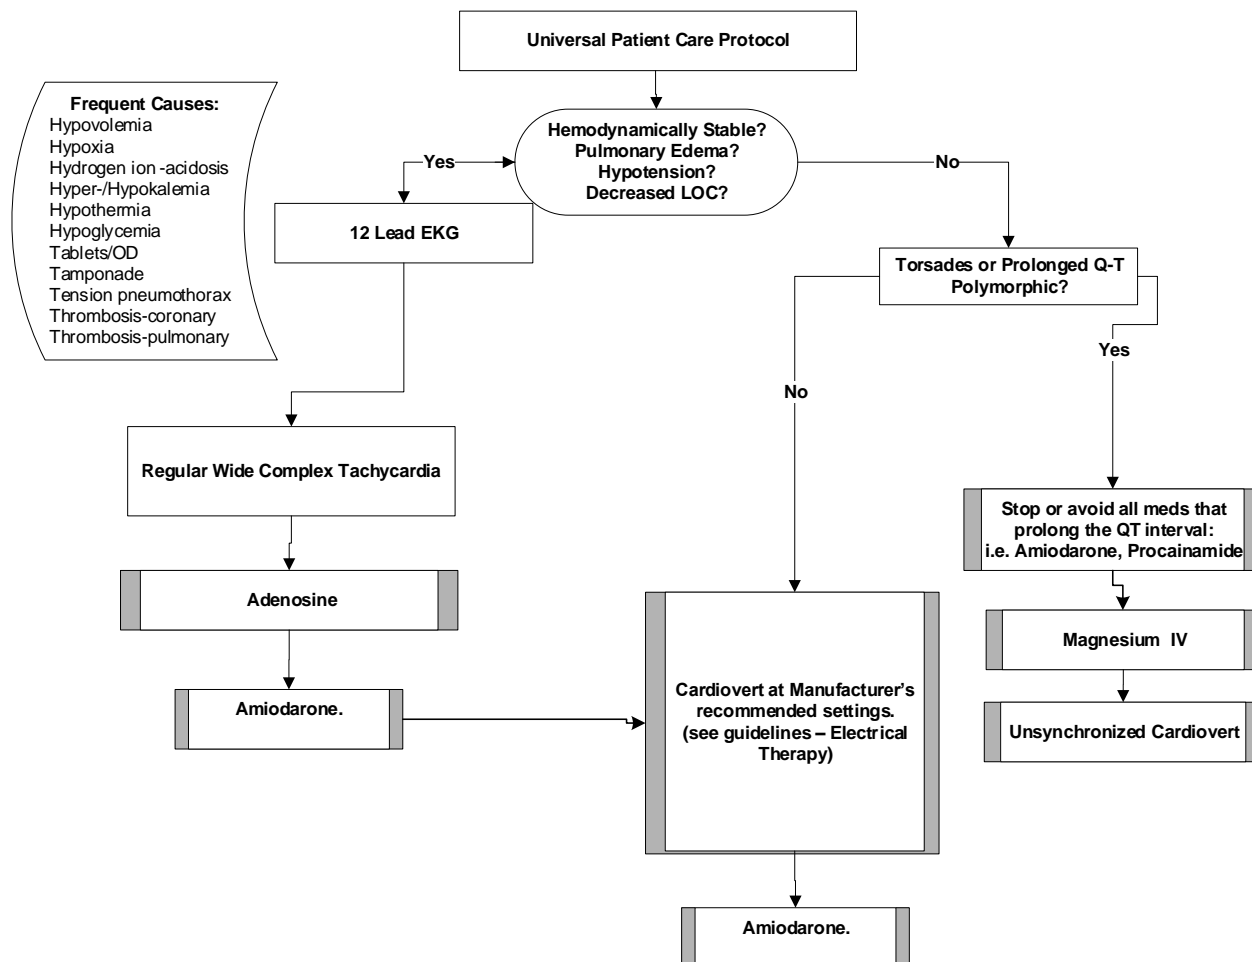 Universal Patient Care Protocol
Frequent Causes:
Hypovolemia
Hypoxia
Hydrogen ion -acidosis
Hyper-/Hypokalemia
Hypothermia
Hypoglycemia
Tablets/OD
Tamponade
Tension pneumothorax
Thrombosis-coronary
Thrombosis-pulmonary
Hemodynamically Stable?
Pulmonary Edema?
Hypotension?
Decreased LOC?
Yes
No
12 Lead EKG
Torsades or Prolonged Q-T
Polymorphic?
No
Yes
Regular Wide Complex Tachycardia
Stop or avoid all meds that
prolong the QT interval:
i.e. Amiodarone, Procainamide
Adenosine
Magnesium IV
Amiodarone.
Cardiovert at Manufacturer’s
recommended settings.
(see guidelines – Electrical
Therapy)
Unsynchronized Cardiovert
Amiodarone.